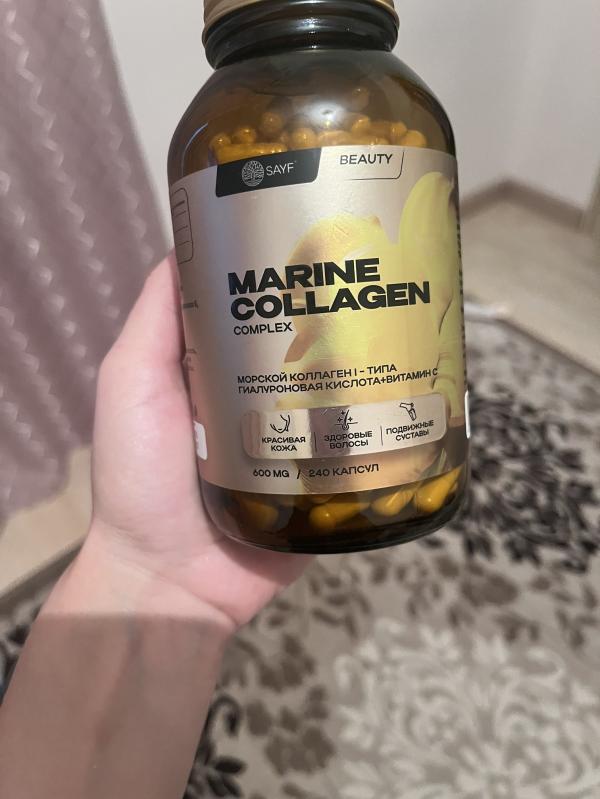 SAYF
BEAUTY
MARINE
COLLAGEN
COMPLEX
МОРСКОЙ КОЛЛАГЕН I - ТИПА
ГИАЛУРОНОВАЯ КИСЛОТА+ВИТАМИН С
КРАСИВАЯ
КОЖА
ЗДОРОВЫЕ
ВОЛОСЫ
ПОДВИЖНЫЕ
СУСТАВЫ
600 MG / 240 КАПСУЛ